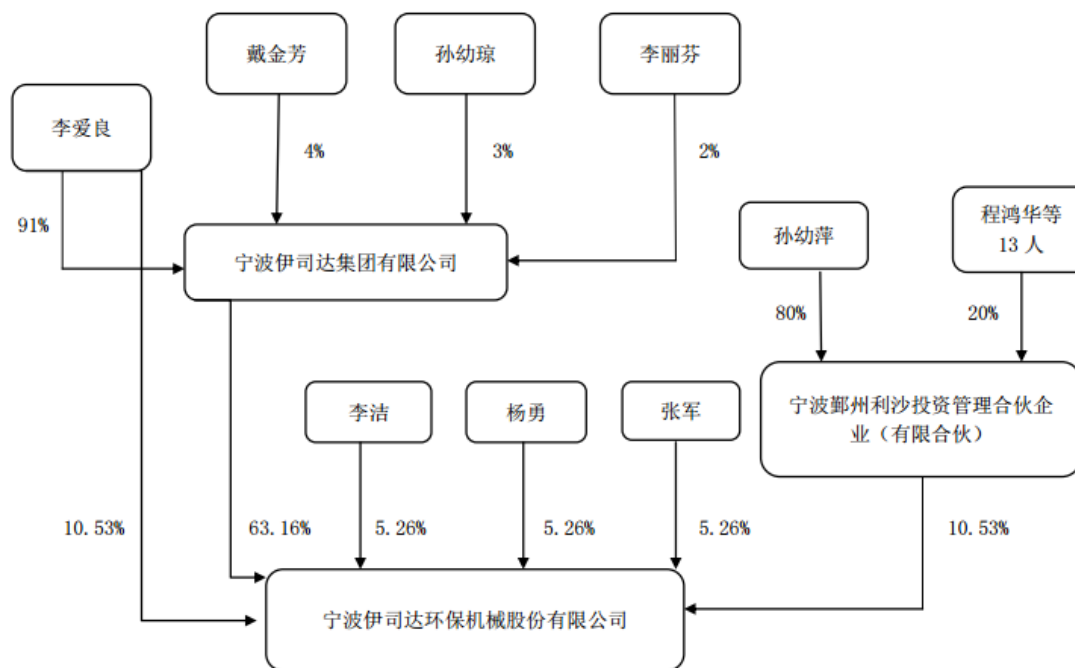 戴金芳
孙幼琼
李丽芬
李爱良
4%
3%
2%
91%
孙幼萍
程鸿华等
13 人
宁波伊司达集团有限公司
80%
20%
李洁
杨勇
张军
宁波鄞州利沙投资管理合伙企
业（有限合伙）
10.53%
63.16%
5.26%
5.26%
5.26%
10.53%
宁波伊司达环保机械股份有限公司